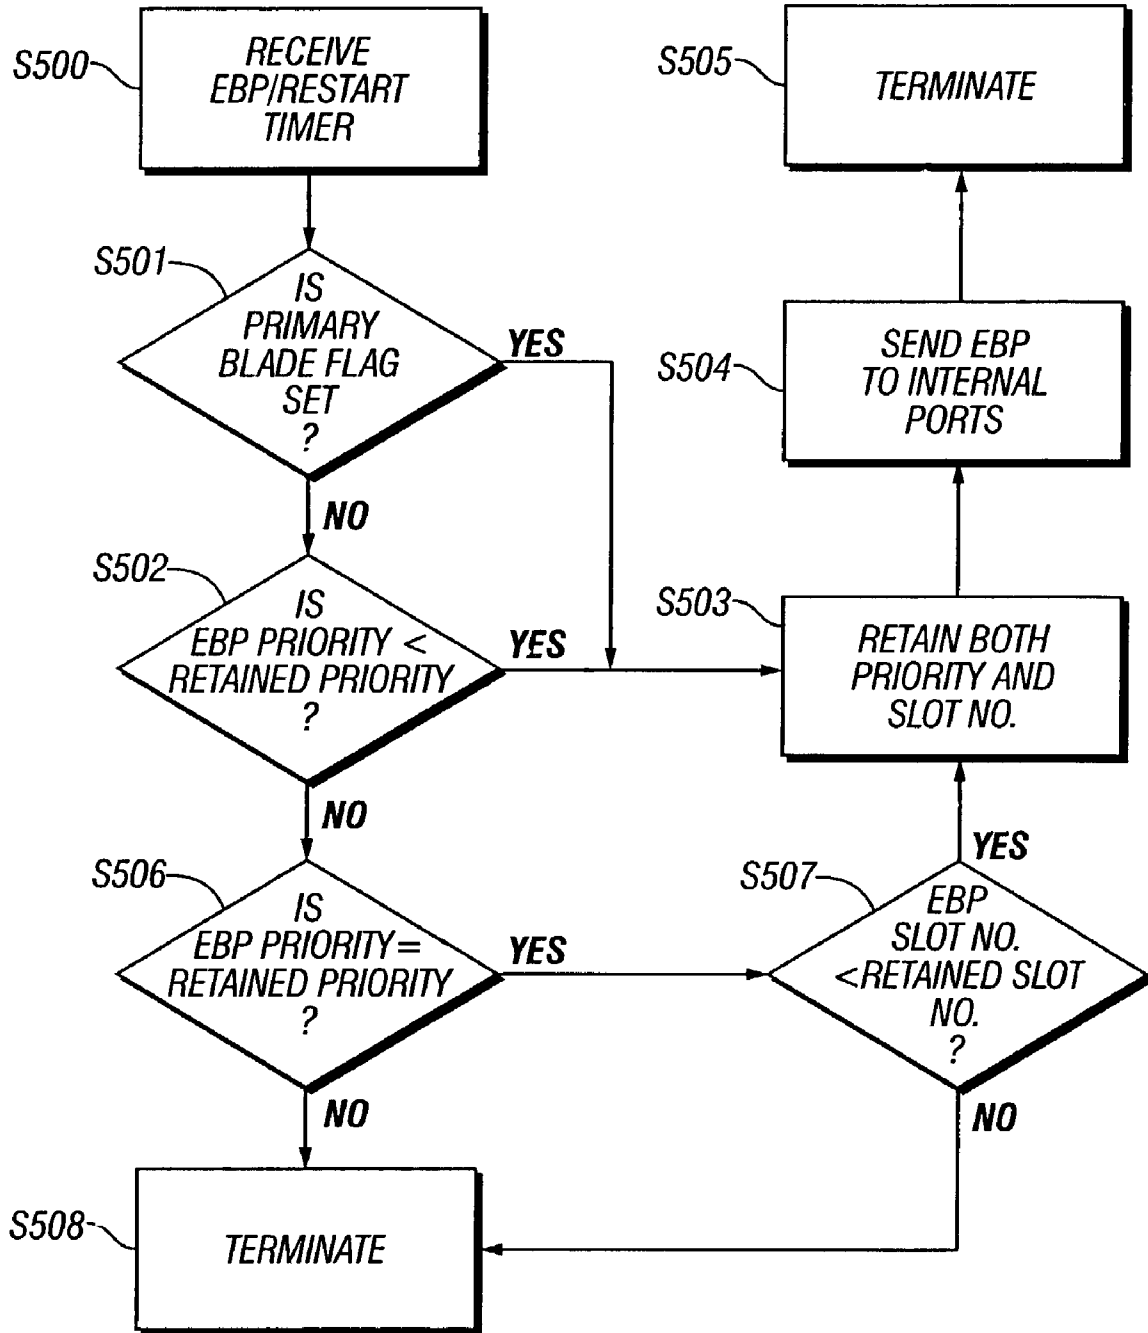 S500
RECEIVE
EBP/RESTART
TIMER
S501
IS
PRIMARY
BLADE FLAG
SET
?
YES
NO
S502
IS
EBP PRIORITY <
RETAINED PRIORITY
?
YES
NO
S506
IS
EBP PRIORITY=
RETAINED PRIORITY
?
YES
NO
S508
TERMINATE
S505
TERMINATE
S504
SEND EBP
TO INTERNAL
PORTS
S503
RETAIN BOTH
PRIORITY AND
SLOT NO.
YES
S507
EBP
SLOT NO.
<RETAINED SLOT
NO.
?
NO